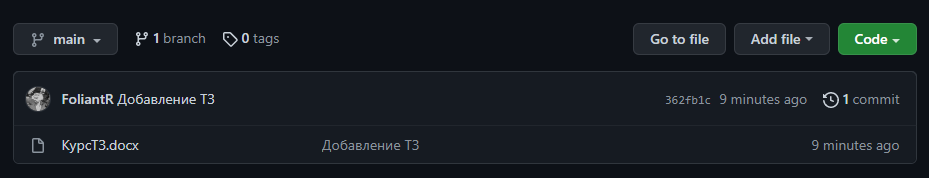 main 1 branch 0 tags Go to file Add file Code
FoliantR Добавление ТЗ 362fb1c 9 minutes ago 1 commit
КурсТЗ.docx Добавление ТЗ 9 minutes ago